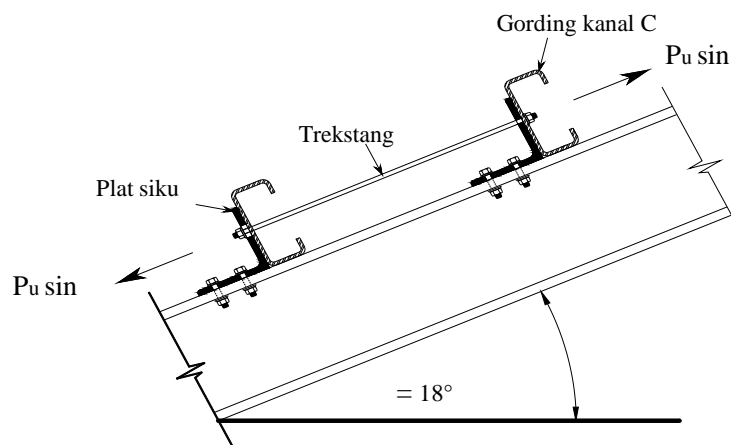 Gording kanal C
Pu sin
Trekstang
Plat siku
Pu sin
= 18°